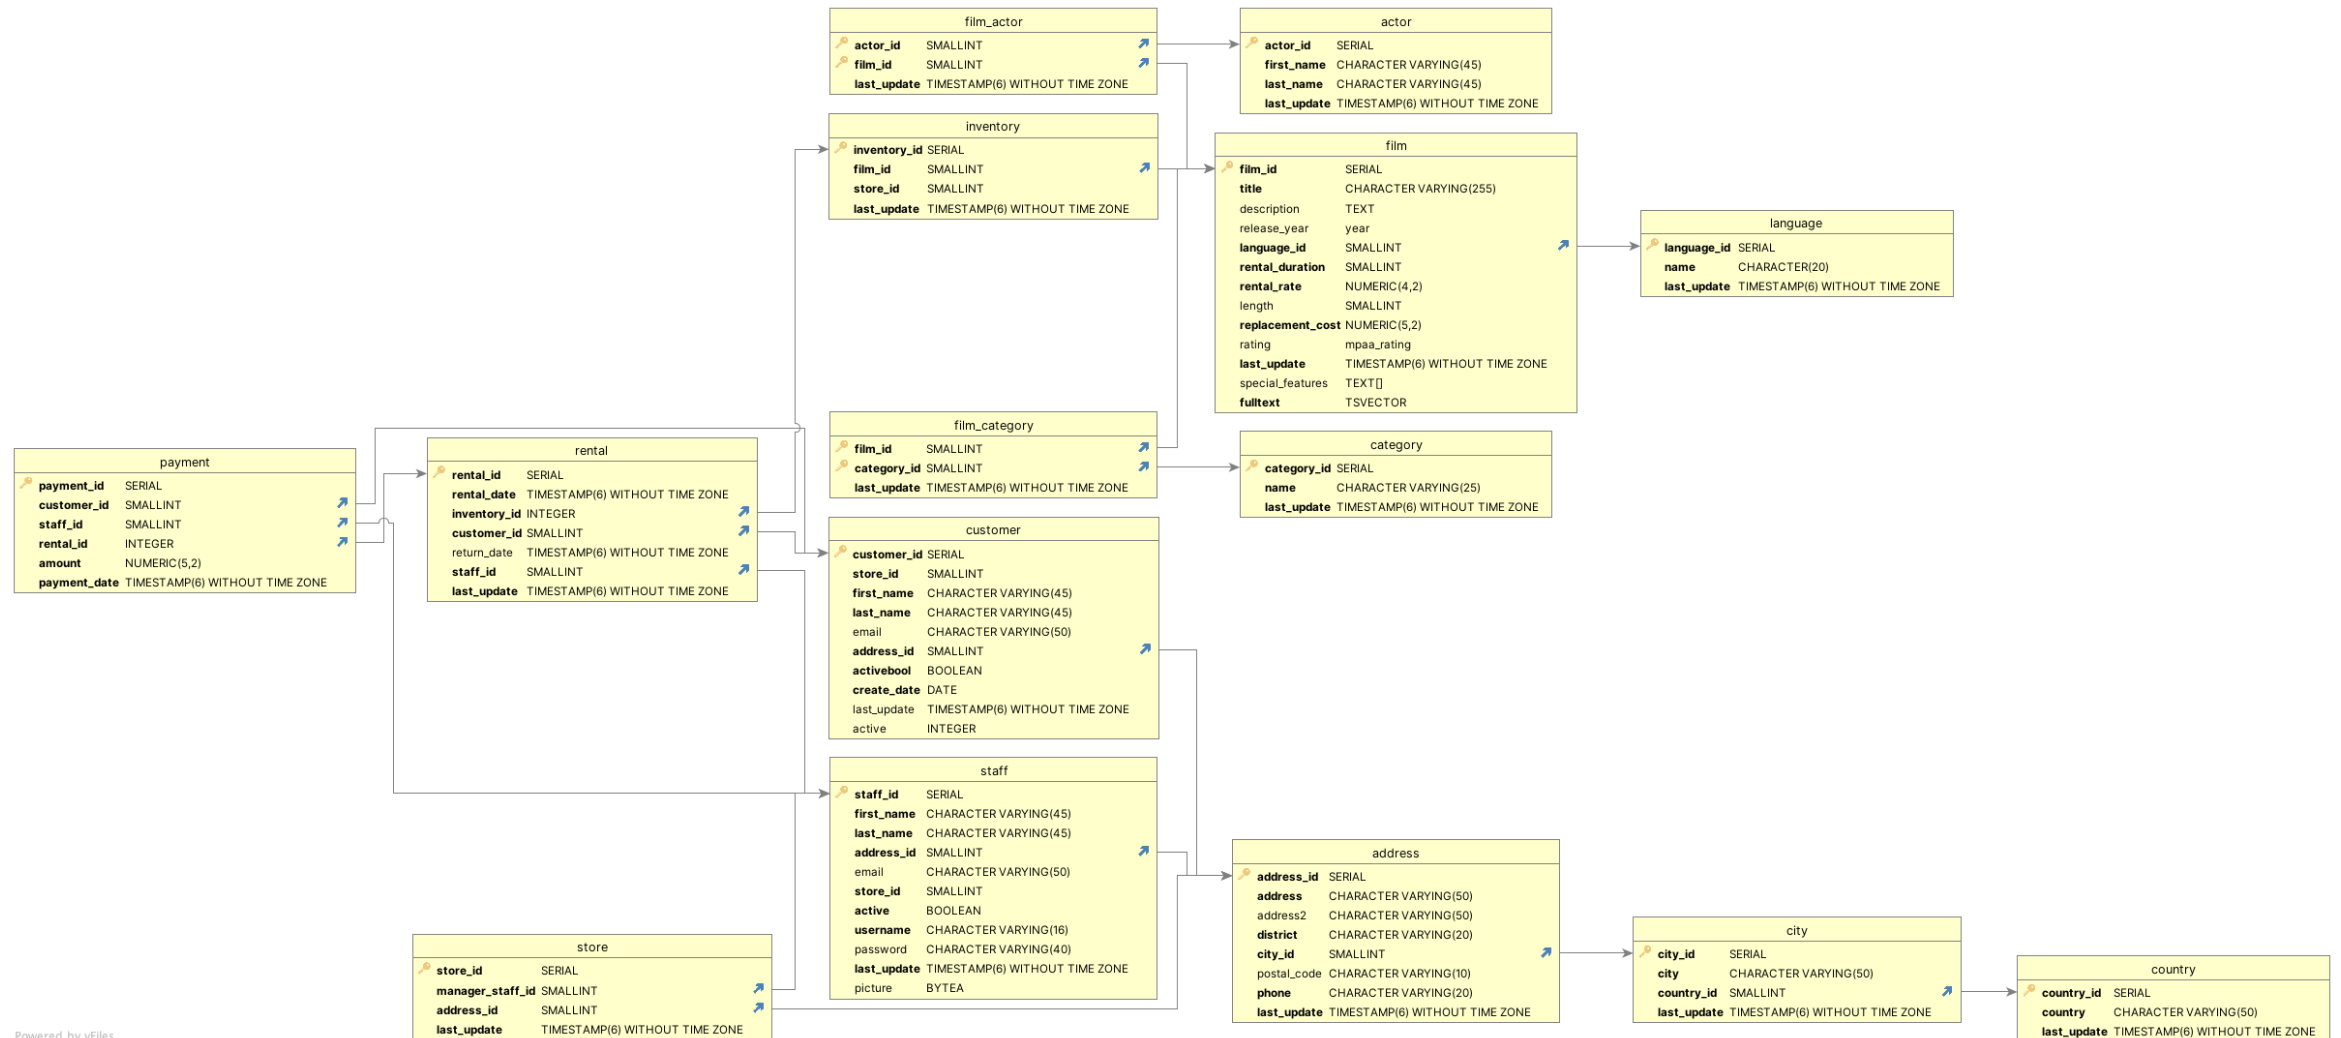 film_actor
actor_id SMALLINT
film_id SMALLINT
last_update TIMESTAMP(6) WITHOUT TIME ZONE
actor
actor_id SERIAL
first_name CHARACTER VARYING(45)
last_name CHARACTER VARYING(45)
last_update TIMESTAMP(6) WITHOUT TIME ZONE
inventory
inventory_id SERIAL
film_id SMALLINT
store_id SMALLINT
last_update TIMESTAMP(6) WITHOUT TIME ZONE
film
film_id SERIAL
title CHARACTER VARYING(255)
description TEXT
release_year year
language_id SMALLINT
rental_duration SMALLINT
rental_rate NUMERIC(4,2)
length SMALLINT
replacement_cost NUMERIC(5,2)
rating mpaa_rating
last_update TIMESTAMP(6) WITHOUT TIME ZONE
special_features TEXT[]
fulltext TSVECTOR
language
language_id SERIAL
name CHARACTER(20)
last_update TIMESTAMP(6) WITHOUT TIME ZONE
payment
payment_id SERIAL
customer_id SMALLINT
staff_id SMALLINT
rental_id INTEGER
amount NUMERIC(5,2)
payment_date TIMESTAMP(6) WITHOUT TIME ZONE
rental
rental_id SERIAL
rental_date TIMESTAMP(6) WITHOUT TIME ZONE
inventory_id INTEGER
customer_id SMALLINT
return_date TIMESTAMP(6) WITHOUT TIME ZONE
staff_id SMALLINT
last_update TIMESTAMP(6) WITHOUT TIME ZONE
film_category
film_id SMALLINT
category_id SMALLINT
last_update TIMESTAMP(6) WITHOUT TIME ZONE
category
category_id SERIAL
name CHARACTER VARYING(25)
last_update TIMESTAMP(6) WITHOUT TIME ZONE
customer
customer_id SERIAL
store_id SMALLINT
first_name CHARACTER VARYING(45)
last_name CHARACTER VARYING(45)
email CHARACTER VARYING(50)
address_id SMALLINT
activebool BOOLEAN
create_date DATE
last_update TIMESTAMP(6) WITHOUT TIME ZONE
active INTEGER
staff
staff_id SERIAL
first_name CHARACTER VARYING(45)
last_name CHARACTER VARYING(45)
address_id SMALLINT
email CHARACTER VARYING(50)
store_id SMALLINT
active BOOLEAN
username CHARACTER VARYING(16)
password CHARACTER VARYING(40)
last_update TIMESTAMP(6) WITHOUT TIME ZONE
picture BYTEA
store
store_id SERIAL
manager_staff_id SMALLINT
address_id SMALLINT
last_update TIMESTAMP(6) WITHOUT TIME ZONE
address
address_id SERIAL
address CHARACTER VARYING(50)
address2 CHARACTER VARYING(50)
district CHARACTER VARYING(20)
city_id SMALLINT
postal_code CHARACTER VARYING(10)
phone CHARACTER VARYING(20)
last_update TIMESTAMP(6) WITHOUT TIME ZONE
city
city_id SERIAL
city CHARACTER VARYING(50)
country_id SMALLINT
last_update TIMESTAMP(6) WITHOUT TIME ZONE
country
country_id SERIAL
country CHARACTER VARYING(50)
last_update TIMESTAMP(6) WITHOUT TIME ZONE
Powered by yFiles